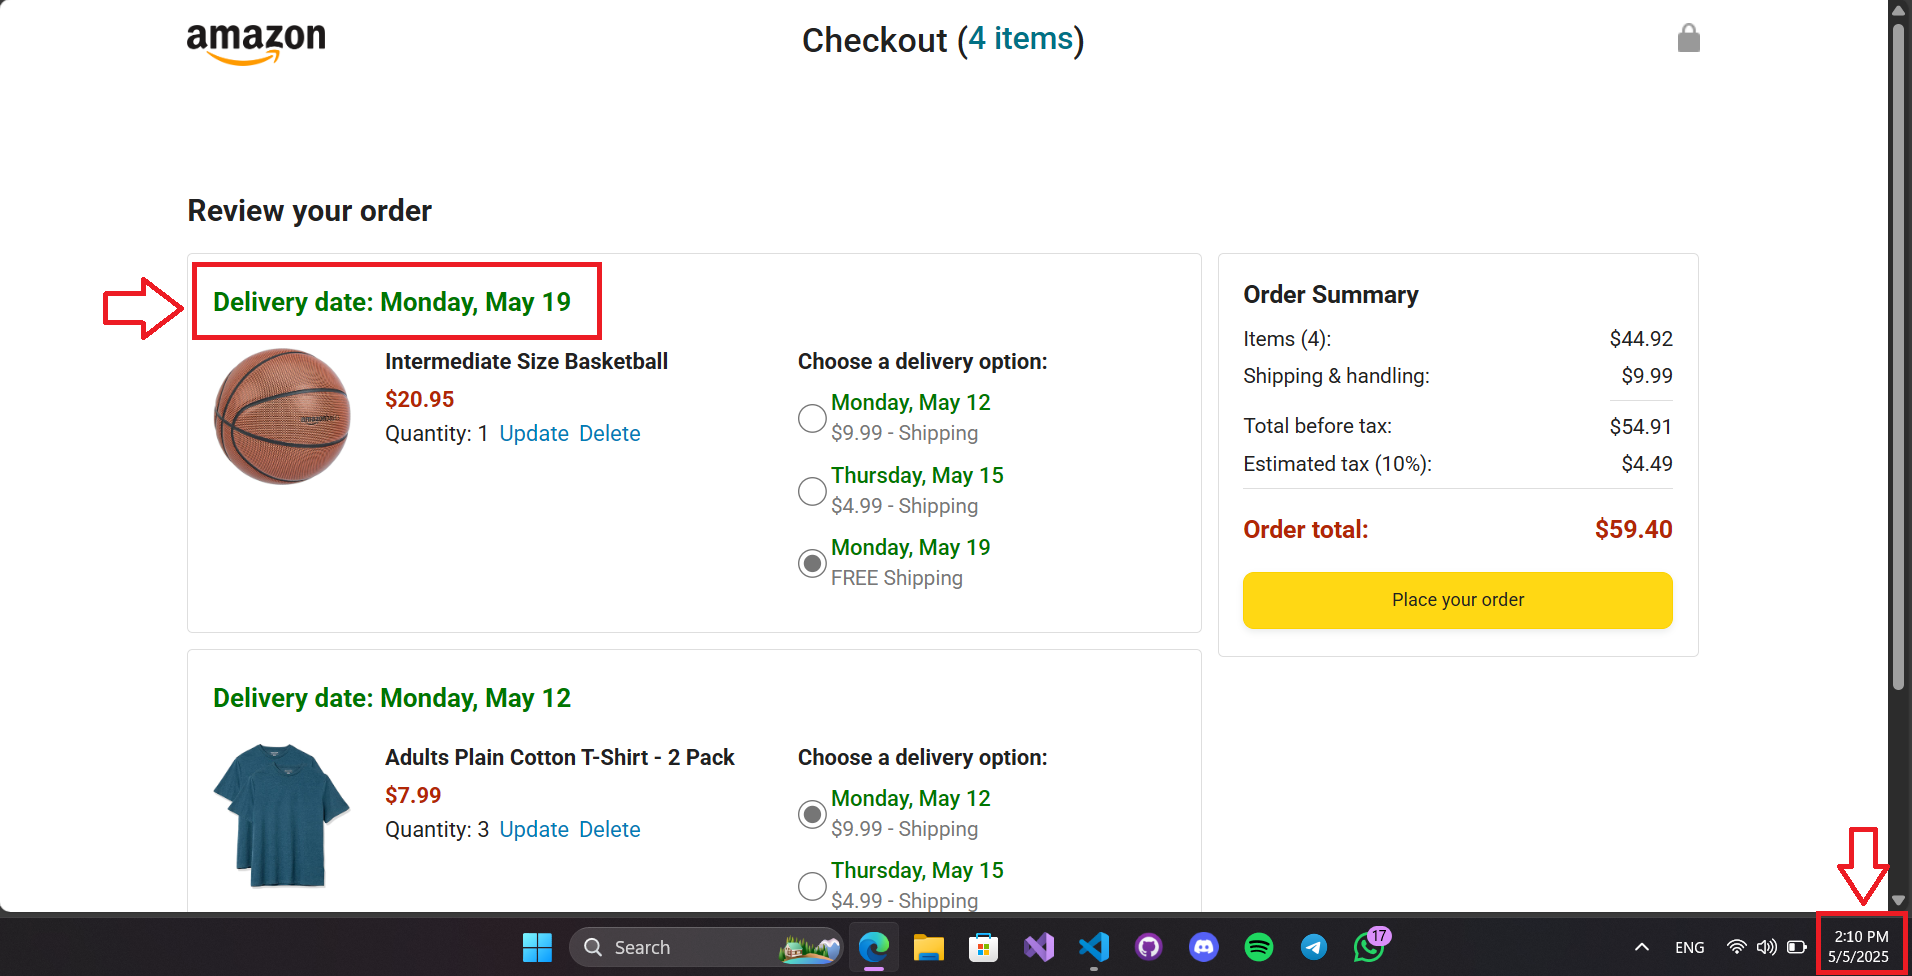 amazon
Checkout (4 items)
Review your order
Delivery date: Monday, May 19
amazon
Intermediate Size Basketball
$20.95
Quantity: 1 Update Delete
Choose a delivery option:
Monday, May 12
$9.99 - Shipping
Thursday, May 15
$4.99 - Shipping
Monday, May 19
FREE Shipping
Delivery date: Monday, May 12
Adults Plain Cotton T-Shirt - 2 Pack
$7.99
Quantity: 3 Update Delete
Choose a delivery option:
Monday, May 12
$9.99 - Shipping
Thursday, May 15
$4.99 - Shipping
Order Summary
Items (4): $44.92
Shipping & handling: $9.99
Total before tax: $54.91
Estimated tax (10%): $4.49
Order total: $59.40
Place your order
Search
17
ENG
2:10 PM
5/5/2025